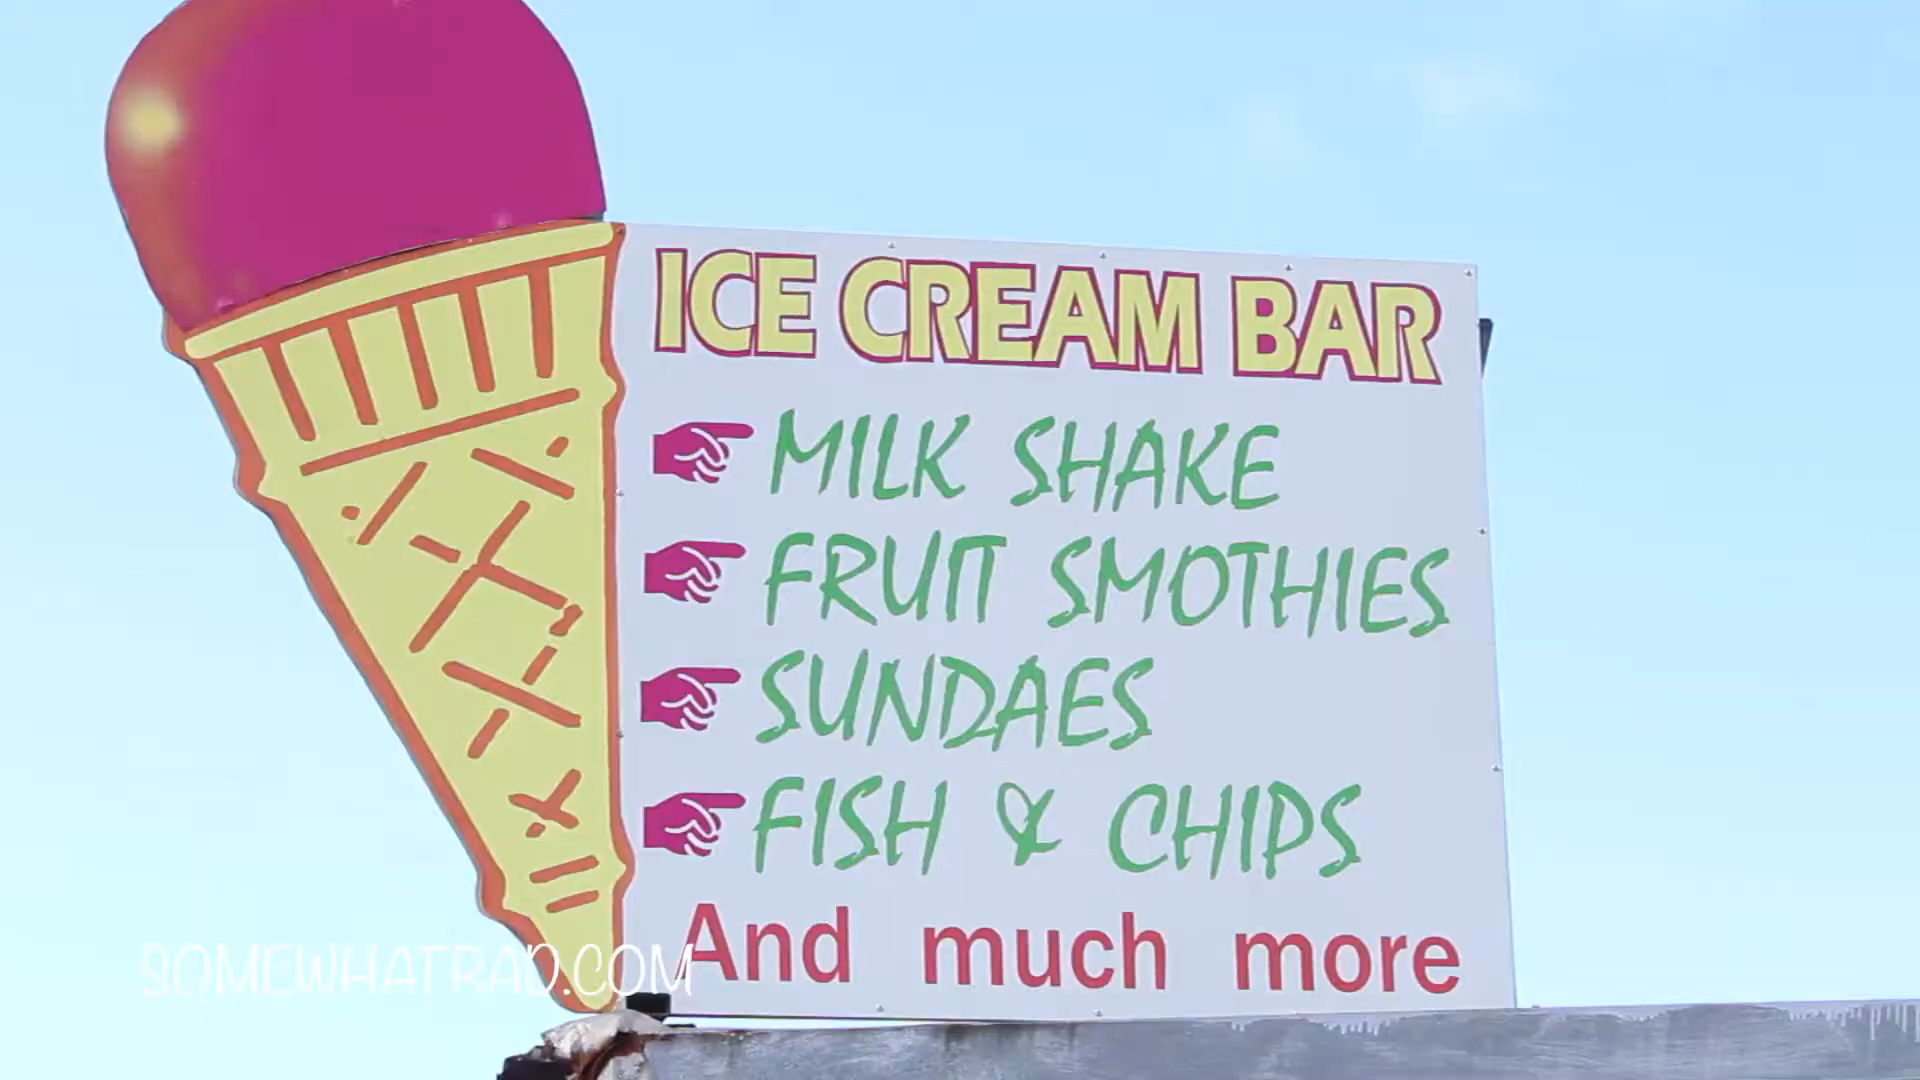 ICE CREAM BAR
MILK SHAKE
FRUIT SMOTHIES
SUNDAES
FISH & CHIPS
And much more
SOMEWHATRAD.COM